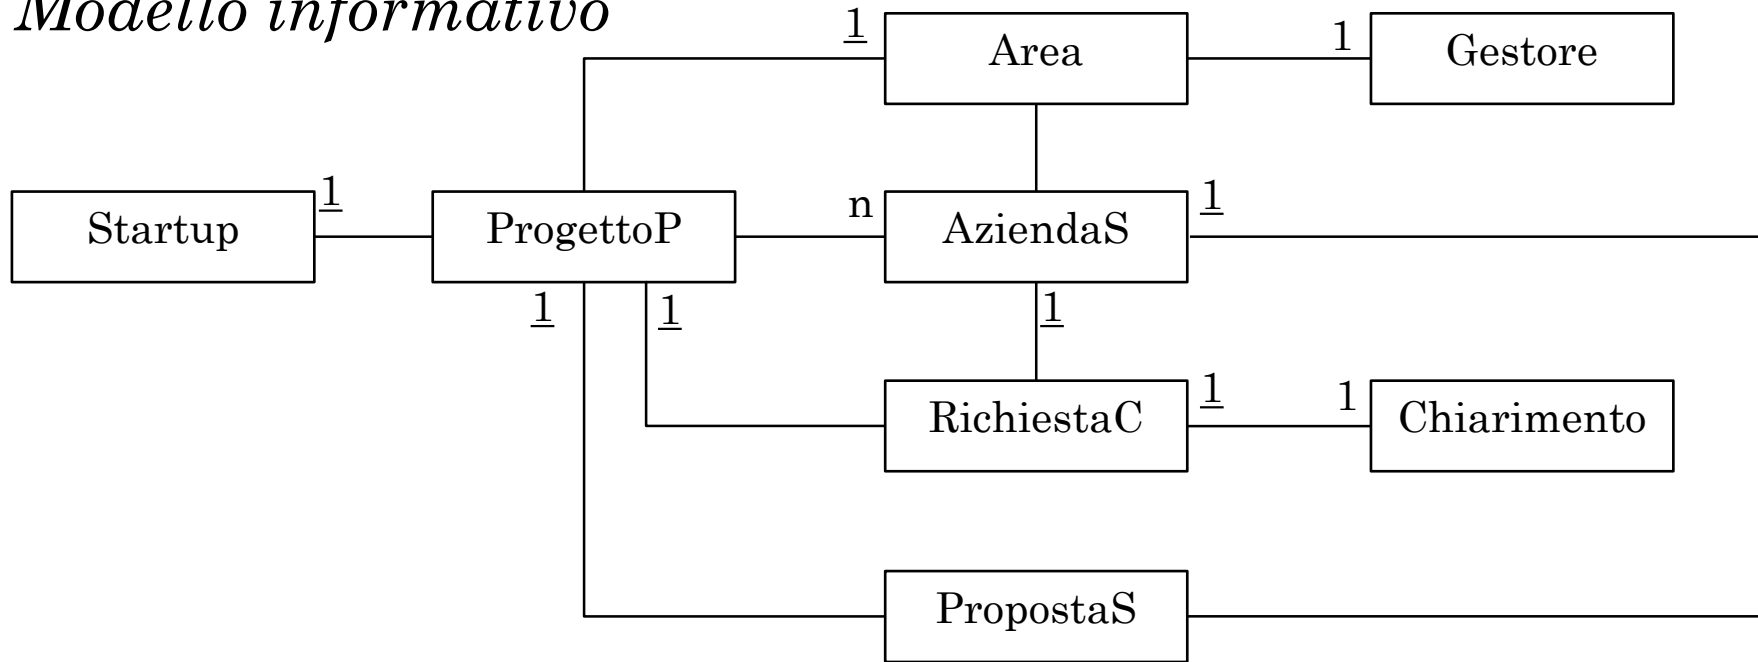 Modello informativo
1
Area
1
Gestore
Startup
1
ProgettoP
n
AziendaS
1
1
1
1
RichiestaC
1
1
Chiarimento
PropostaS